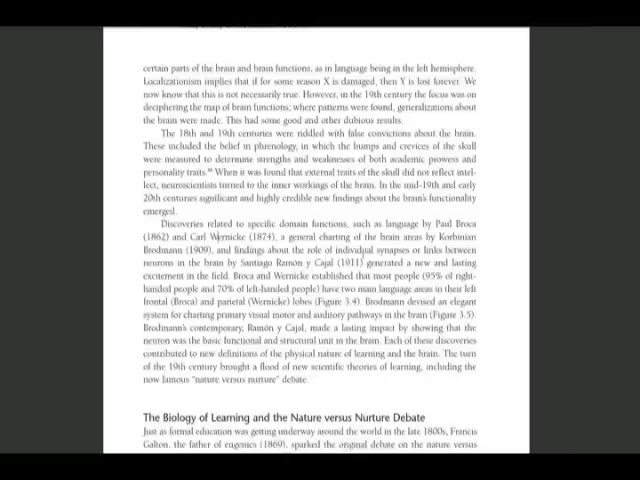 certain parts of the brain and brain functions, as in language being in the left hemisphere.
Localizationism implies that if for some reason X is damaged, then Y is lost forever. We
now know that this is not necessarily true. However, in the 19th century the focus was on
deciphering the map of brain functions; where patterns were found, generalizations about
the brain were made. This had some good and other dubious results.
The 18th and 19th centuries were riddled with false convictions about the brain.
These included the belief in phrenology, in which the bumps and crevices of the skull
were measured to determine strengths and weaknesses of both academic prowess and
personality traits. When it was found that external traits of the skull did not reflect intel-
lect, neuroscientists turned to the inner workings of the brain. In the mid-19th and early
20th centuries significant and highly credible new findings about the brain's functionality
emerged.
Discoveries related to specific domain functions, such as language by Paul Broca
(1862) and Carl Wernicke (1874), a general charting of the brain areas by Korbinian
Brodmann (1909), and findings about the role of individual synapses or links between
neurons in the brain by Santiago Ramón y Cajal (1911) generated a new and lasting
excitement in the field. Broca and Wernicke established that most people (95% of right-
handed people and 70% of left-handed people) have two main language areas in their left
frontal (Broca) and parietal (Wernicke) lobes (Figure 3.4). Brodmann devised an elegant
system for charting primary visual motor and auditory pathways in the brain (Figure 3.5).
Brodmann's contemporary, Ramón y Cajal, made a lasting impact by showing that the
neuron was the basic functional and structural unit in the brain. Each of these discoveries
contributed to new definitions of the physical nature of learning and the brain. The turn
of the 19th century brought a flood of new scientific theories of learning, including the
now famous "nature versus nurture" debate.
The Biology of Learning and the Nature versus Nurture Debate
Just as formal education was getting underway around the world in the late 1800s, Francis
Galton, the father of eugenics (1869), sparked the original debate on the nature versus